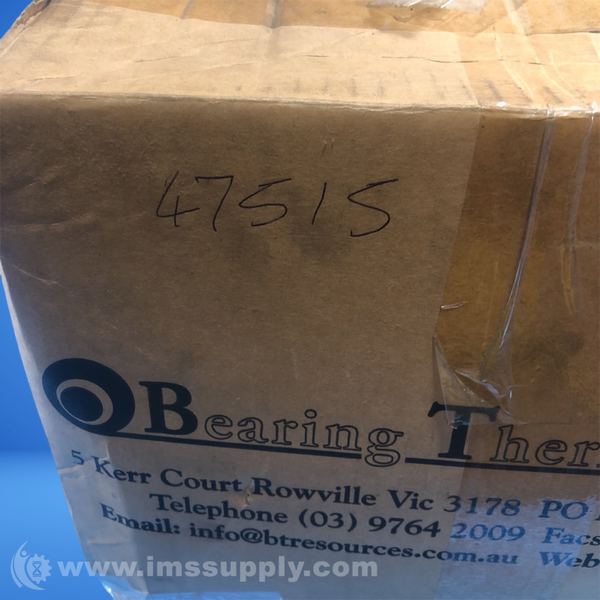 47515
Bearing Ther
5 Kerr Court Rowville Vic 3178 PO
Telephone (03) 9764 2009 Facs
Email: info@btresources.com.au Web
www.imssupply.com